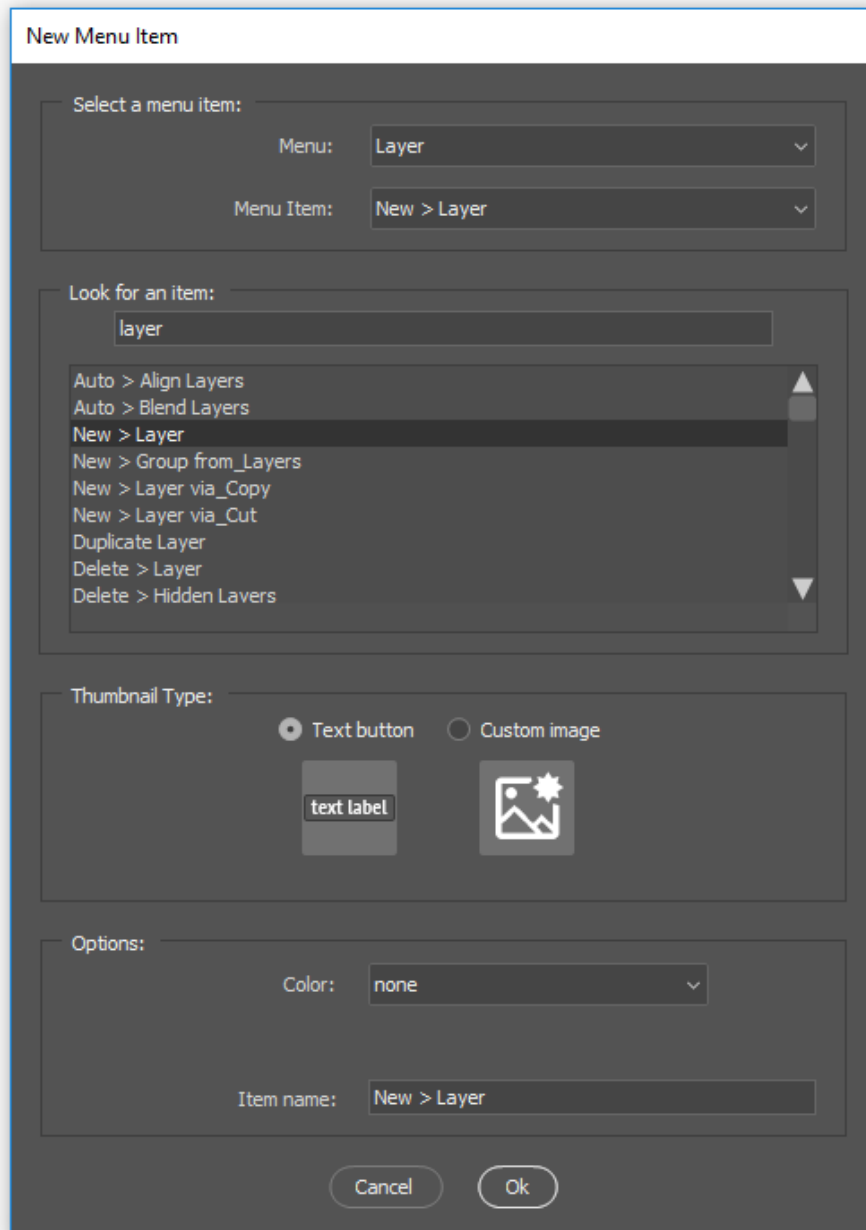 New Menu Item
Select a menu item:
Menu: Layer
Menu Item: New > Layer
Look for an item:
layer
Auto > Align Layers
Auto > Blend Layers
New > Layer
New > Group from_Layers
New > Layer via_Copy
New > Layer via_Cut
Duplicate Layer
Delete > Layer
Delete > Hidden Layers
Thumbnail Type:
Text button Custom image
text label
Options:
Color: none
Item name: New > Layer
Cancel Ok